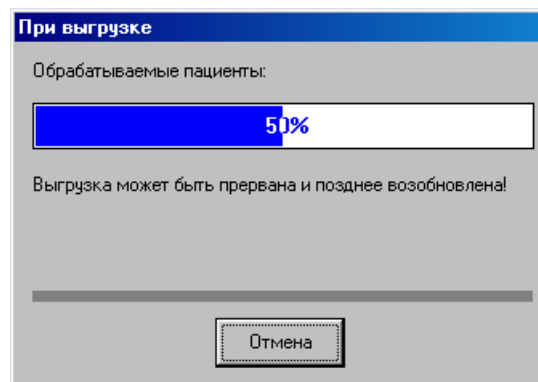 При выгрузке
Обрабатываемые пациенты:
50%
Выгрузка может быть прервана и позднее возобновлена!
Отмена